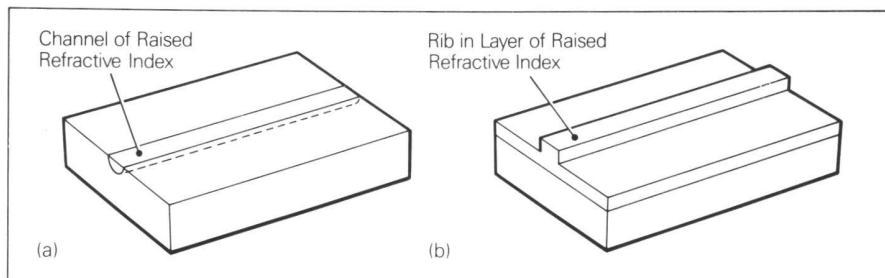 Channel of Raised
Refractive Index
Rib in Layer of Raised
Refractive Index
(a)
(b)